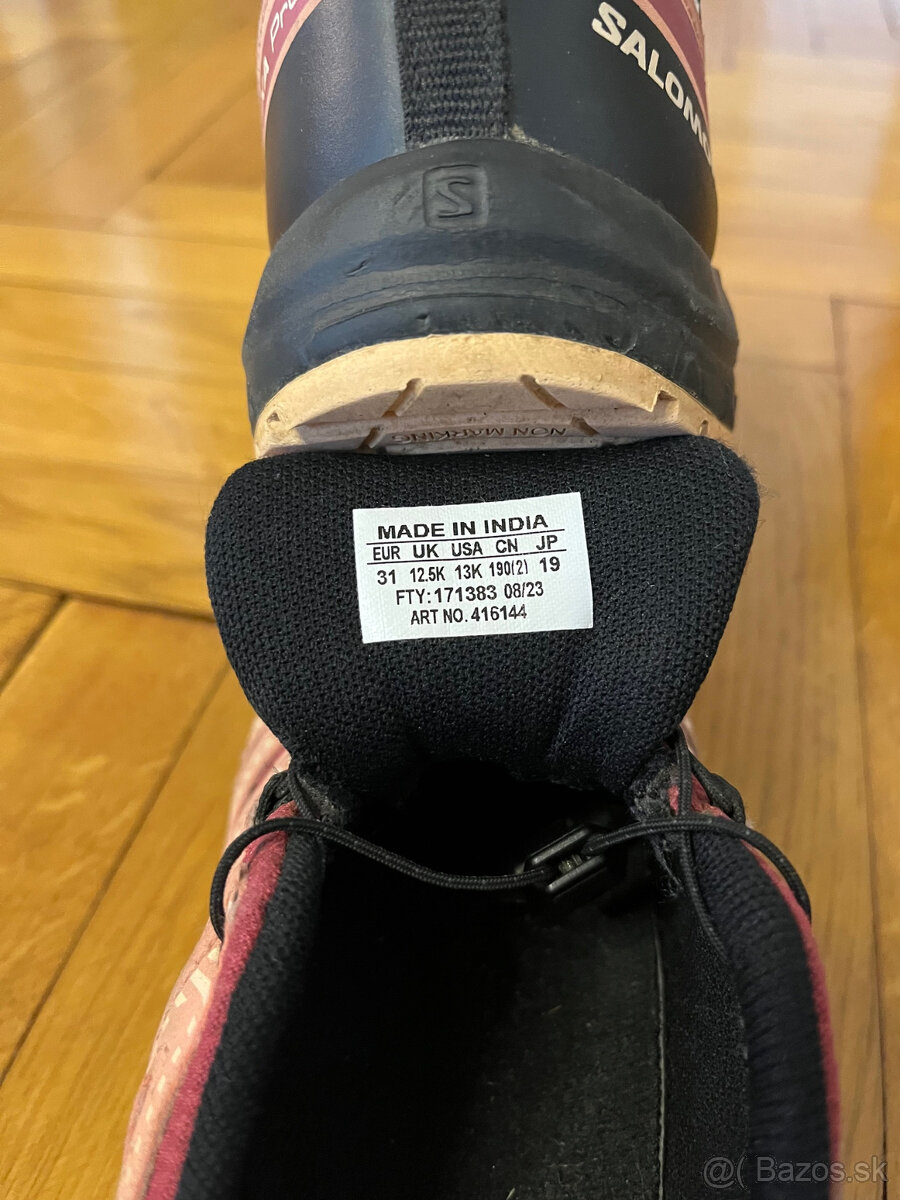 SALOMO
S
NON MARKING
MADE IN INDIA
EUR UK USA CN JP
31 12.5K 13K 190(2) 19
FTY: 171383 08/23
ART NO. 416144
@( Bazos.sk